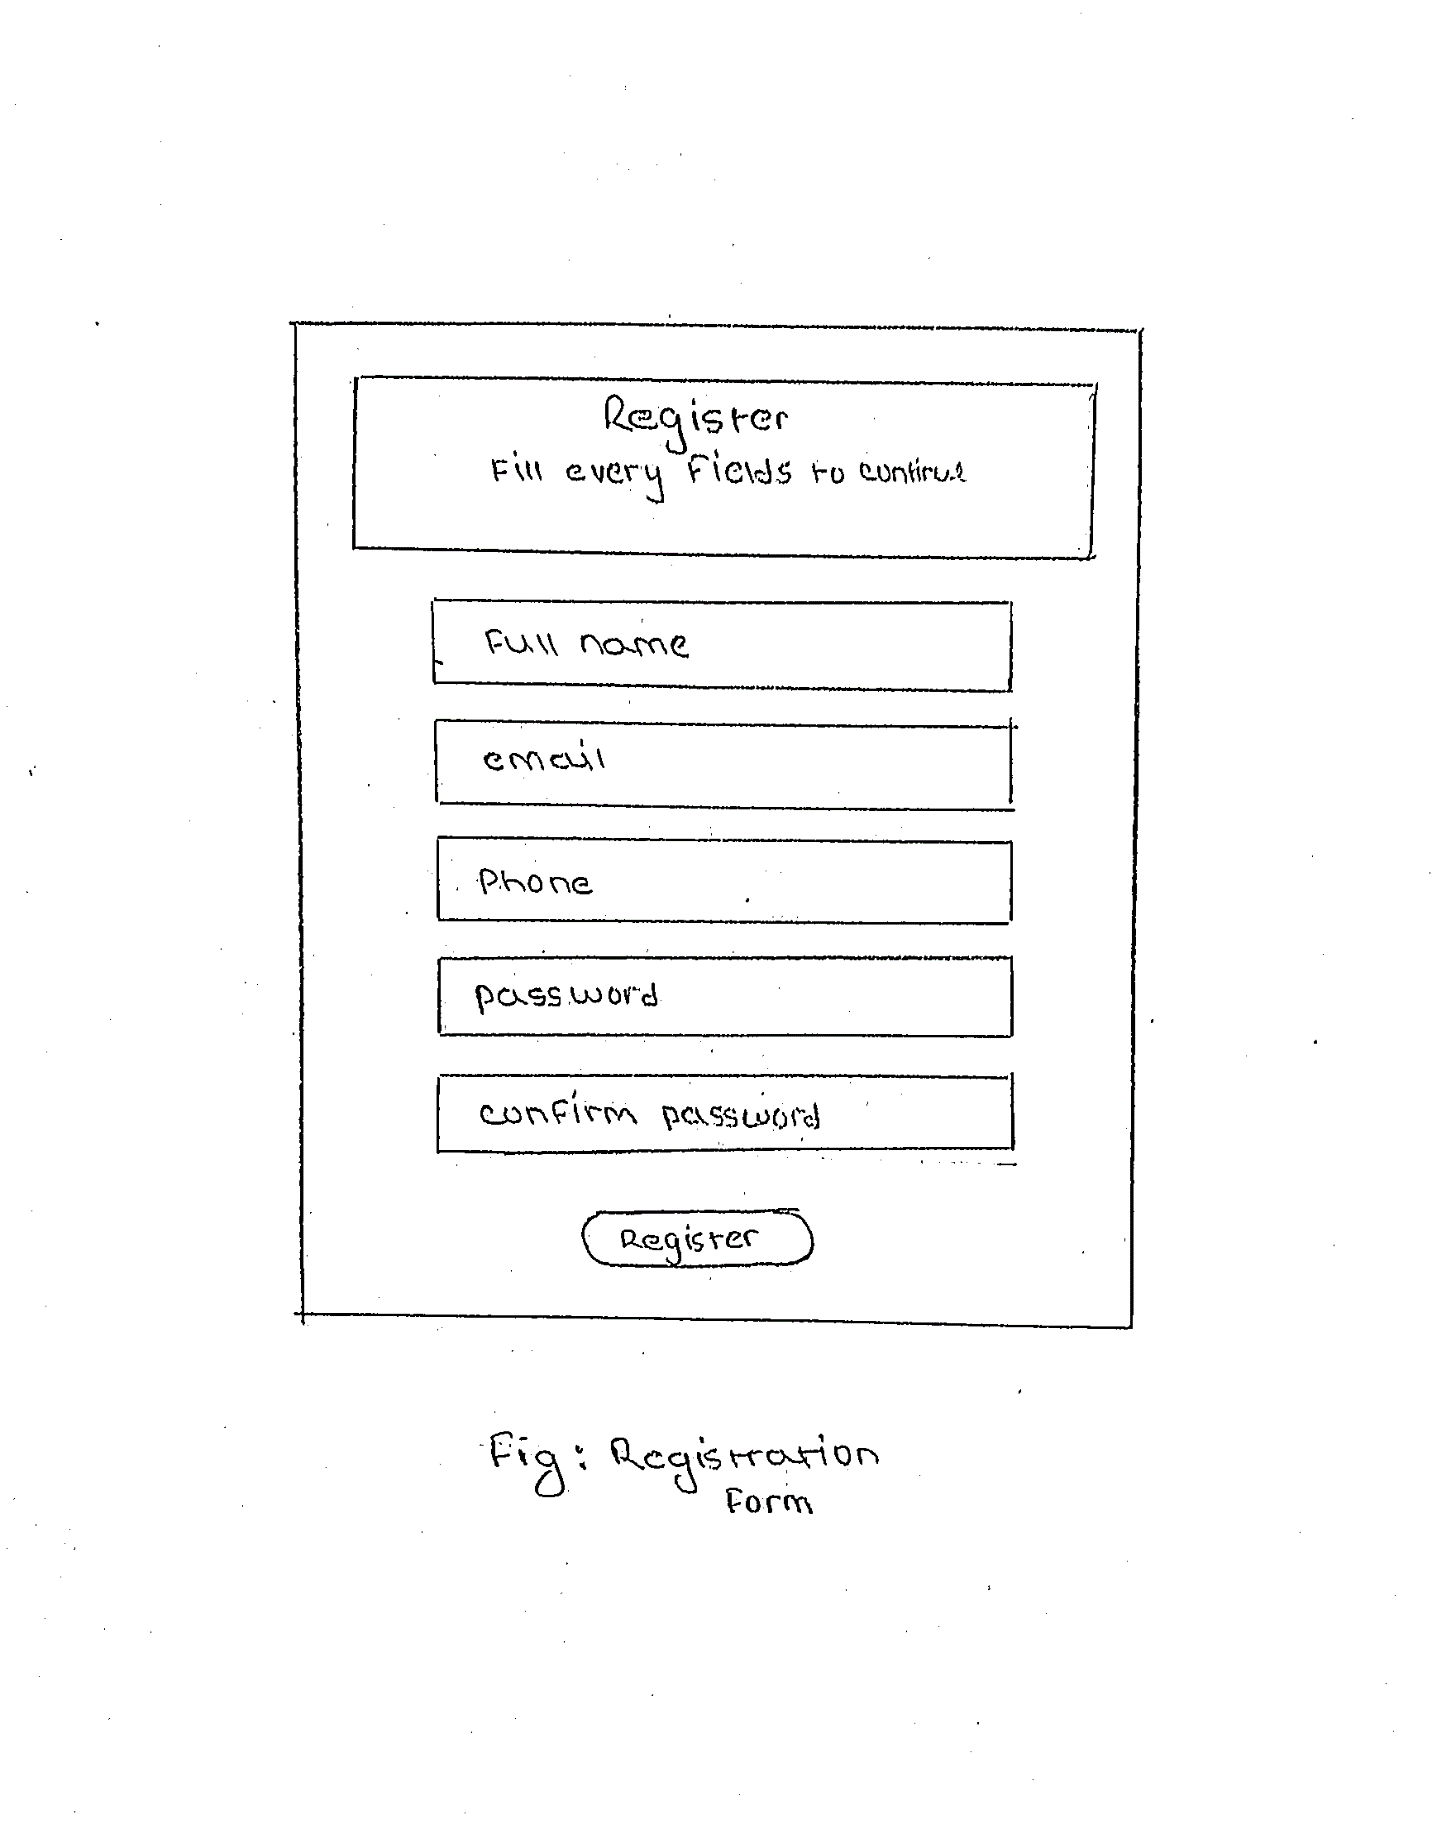 Register
Fill every Fields to continue
Full name
email
Phone
password
confirm password
Register
Fig: Registration
Form